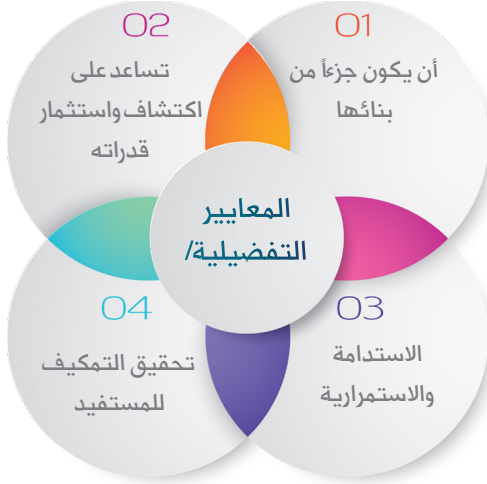 01
أن يكون جزءاً من
بنائها
02
تساعد على
اكتشاف واستثمار
قدراته
المعايير
التفضيلية/
03
الاستدامة
والاستمرارية
04
تحقيق التمكيف
للمستفيد